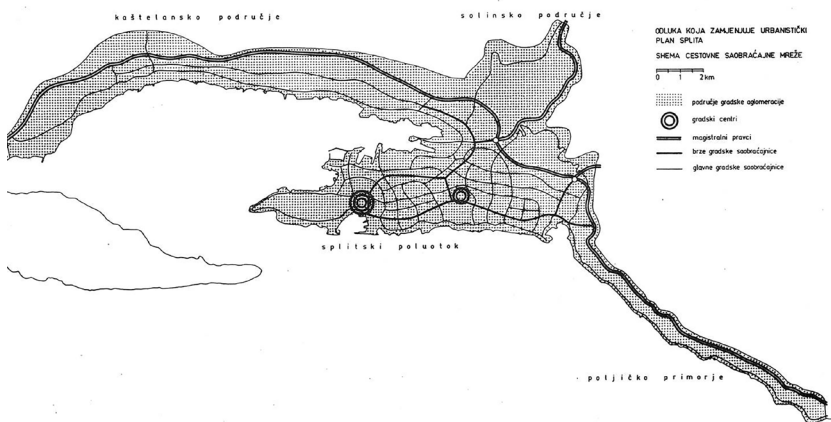 kaštelansko područje
solinsko područje
ODLUKA KOJA ZAMJENJUJE URBANISTIČKI
PLAN SPLITA
SHEMA CESTOVNE SAOBRAĆAJNE MREŽE
0 1 2km
područje gradske aglomeracije
gradski centri
magistralni pravci
brze gradske saobraćajnice
glavne gradske saobraćajnice
splitski poluotok
poljičko primorje